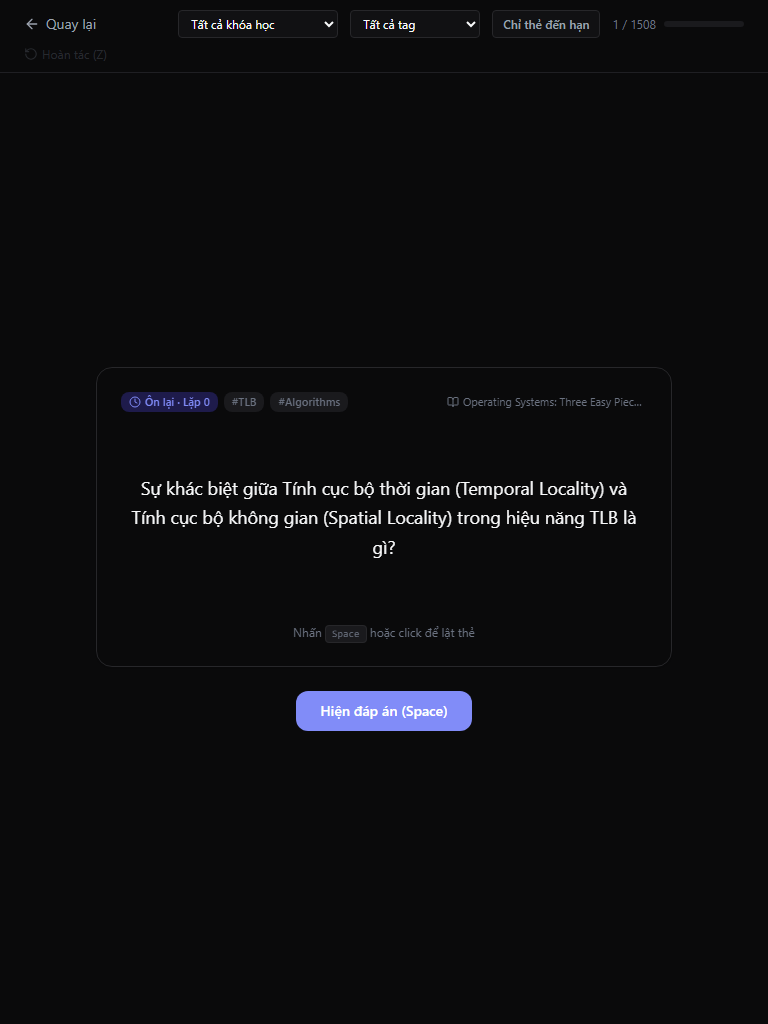 Quay lại
Tất cả khóa học
Tất cả tag
Chỉ thẻ đến hạn
1 / 1508
Hoàn tác (Z)
Ôn lại · Lặp 0
#TLB
#Algorithms
Operating Systems: Three Easy Piec...
Sự khác biệt giữa Tính cục bộ thời gian (Temporal Locality) và
Tính cục bộ không gian (Spatial Locality) trong hiệu năng TLB là
gì?
Nhấn Space hoặc click để lật thẻ
Hiện đáp án (Space)